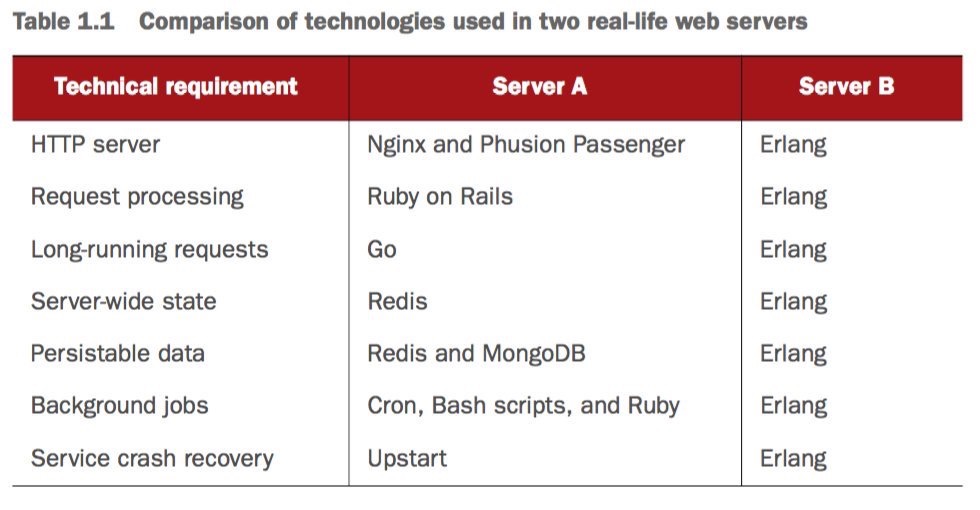 Table 1.1 Comparison of technologies used in two real-life web servers
Technical requirement Server A Server B
HTTP server Nginx and Phusion Passenger Erlang
Request processing Ruby on Rails Erlang
Long-running requests Go Erlang
Server-wide state Redis Erlang
Persistable data Redis and MongoDB Erlang
Background jobs Cron, Bash scripts, and Ruby Erlang
Service crash recovery Upstart Erlang